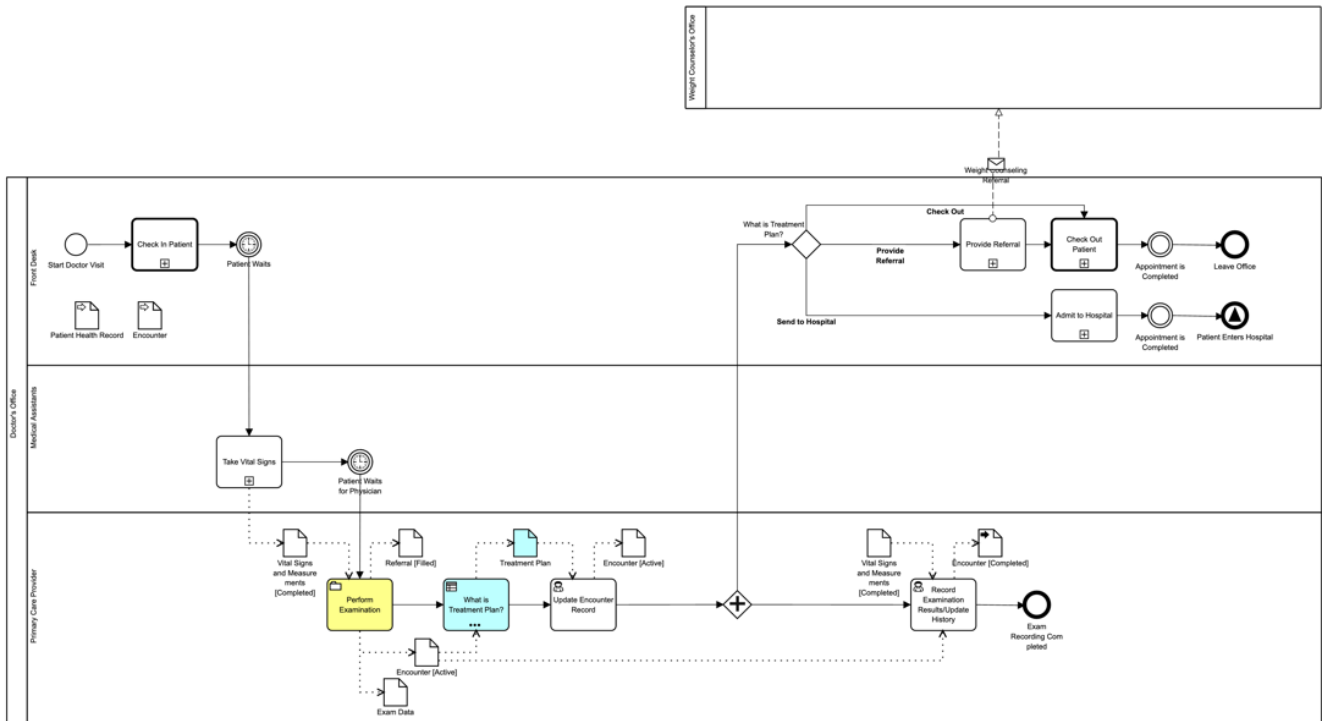 Weight Counselor's Office
Weight Counseling
Referral
Doctor's Office
Front Desk
Start Doctor Visit
Check In Patient
Patient Waits
Patient Health Record
Encounter
What is Treatment
Plan?
Check Out
Provide
Referral
Send to Hospital
Provide Referral
Check Out
Patient
Appointment is
Completed
Leave Office
Admit to Hospital
Appointment is
Completed
Patient Enters Hospital
Medical Assistants
Take Vital Signs
Patient Waits
for Physician
Primary Care Provider
Vital Signs
and Measure
ments
[Completed]
Referral [Filled]
Treatment Plan
Encounter [Active]
Perform
Examination
What is
Treatment Plan?
Update Encounter
Record
Encounter [Active]
Exam Data
Vital Signs
and Measure
ments
[Completed]
Encounter [Completed]
Record
Examination
Results/Update
History
Exam
Recording Com
pleted